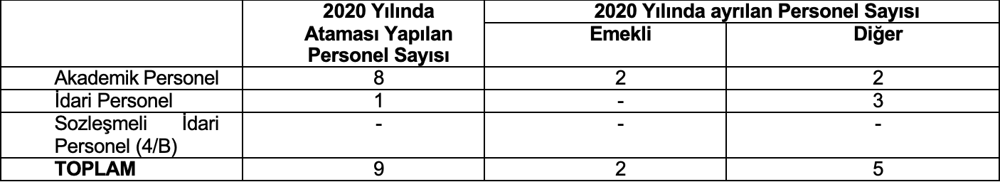 2020 Yılında
Ataması Yapılan
Personel Sayısı
2020 Yılında ayrılan Personel Sayısı
Emekli Diğer
Akademik Personel 8 2 2
İdari Personel 1 - 3
Sozleşmeli İdari
Personel (4/B) - - -
TOPLAM 9 2 5